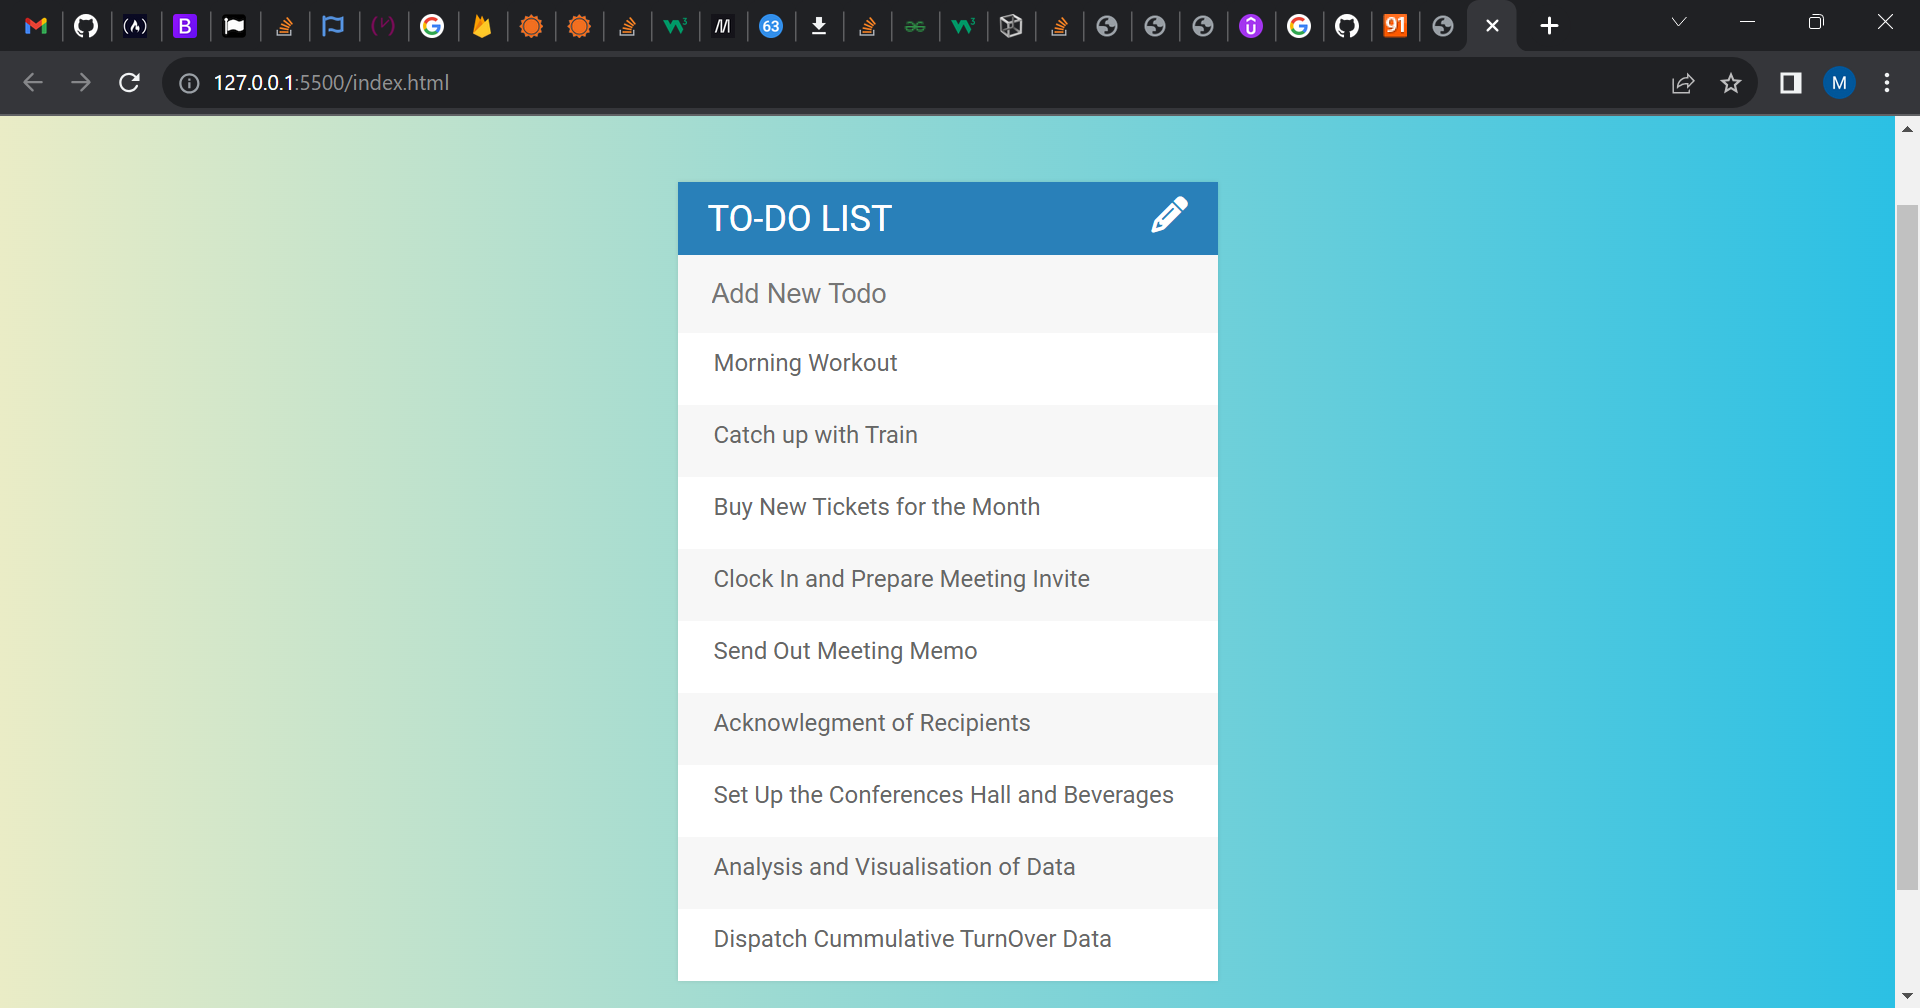 B
63
91
127.0.0.1:5500/index.html
M
TO-DO LIST
Add New Todo
Morning Workout
Catch up with Train
Buy New Tickets for the Month
Clock In and Prepare Meeting Invite
Send Out Meeting Memo
Acknowlegment of Recipients
Set Up the Conferences Hall and Beverages
Analysis and Visualisation of Data
Dispatch Cummulative TurnOver Data